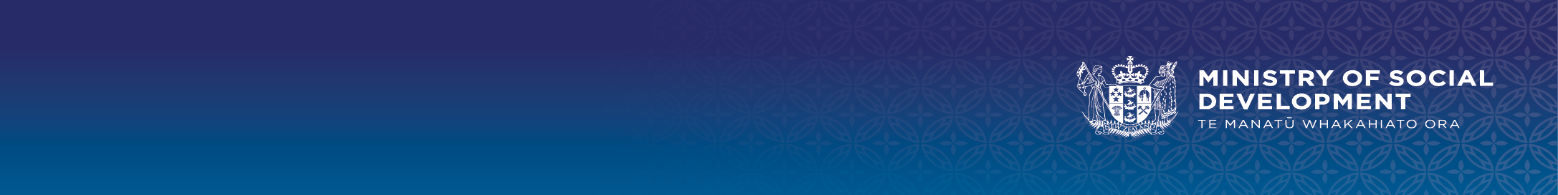 MINISTRY OF SOCIAL
DEVELOPMENT
TE MANATŪ WHAKAHIATO ORA